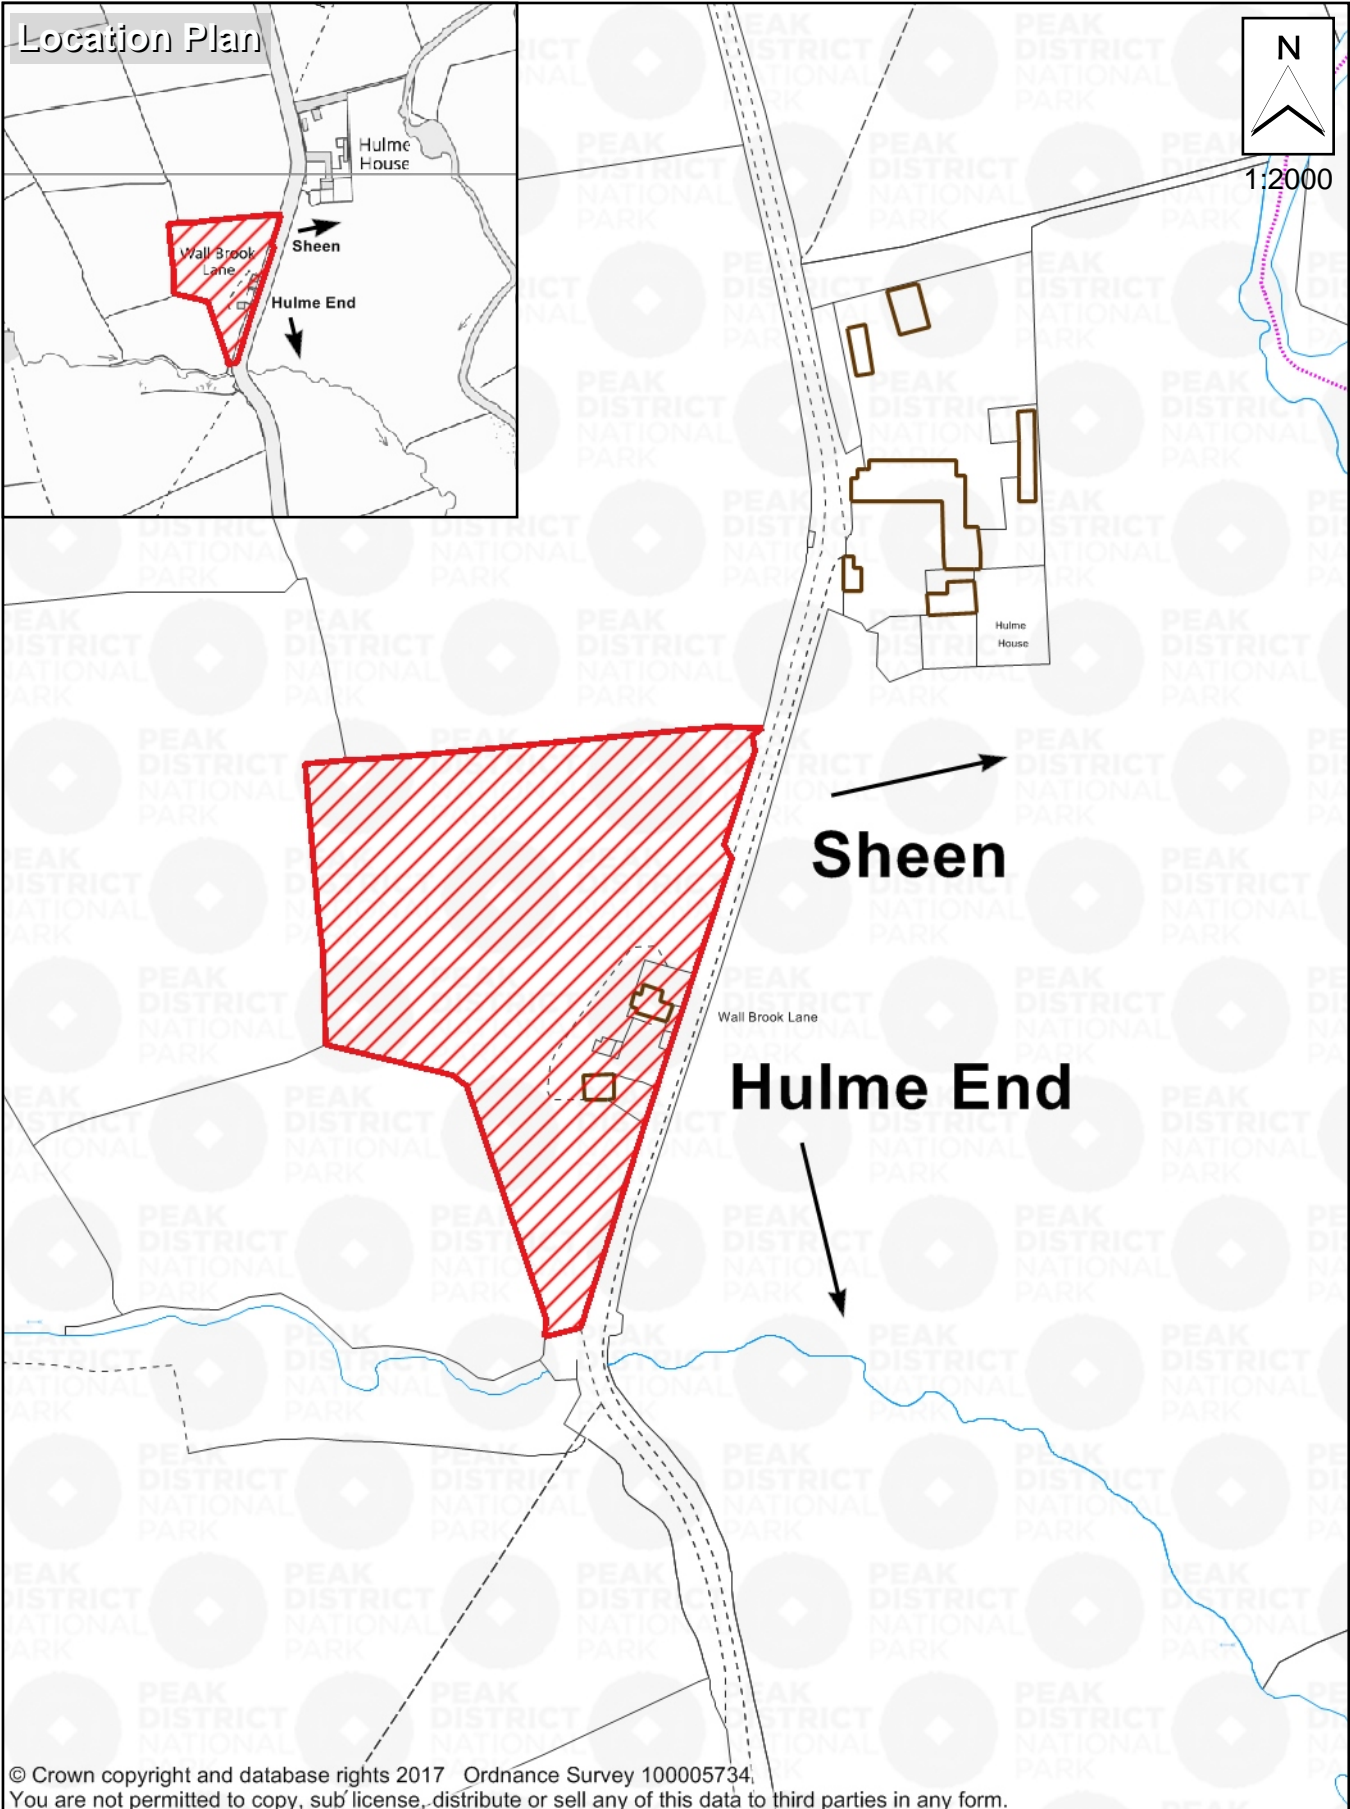 Location Plan
Hulme
House
Wall Brook
Lane
Sheen
Hulme End
N
1:2000
Hulme
House
Sheen
Wall Brook Lane
Hulme End
PEAK
DISTRICT
NATIONAL
PARK
© Crown copyright and database rights 2017 Ordnance Survey 100005734
You are not permitted to copy, sub license, distribute or sell any of this data to third parties in any form.